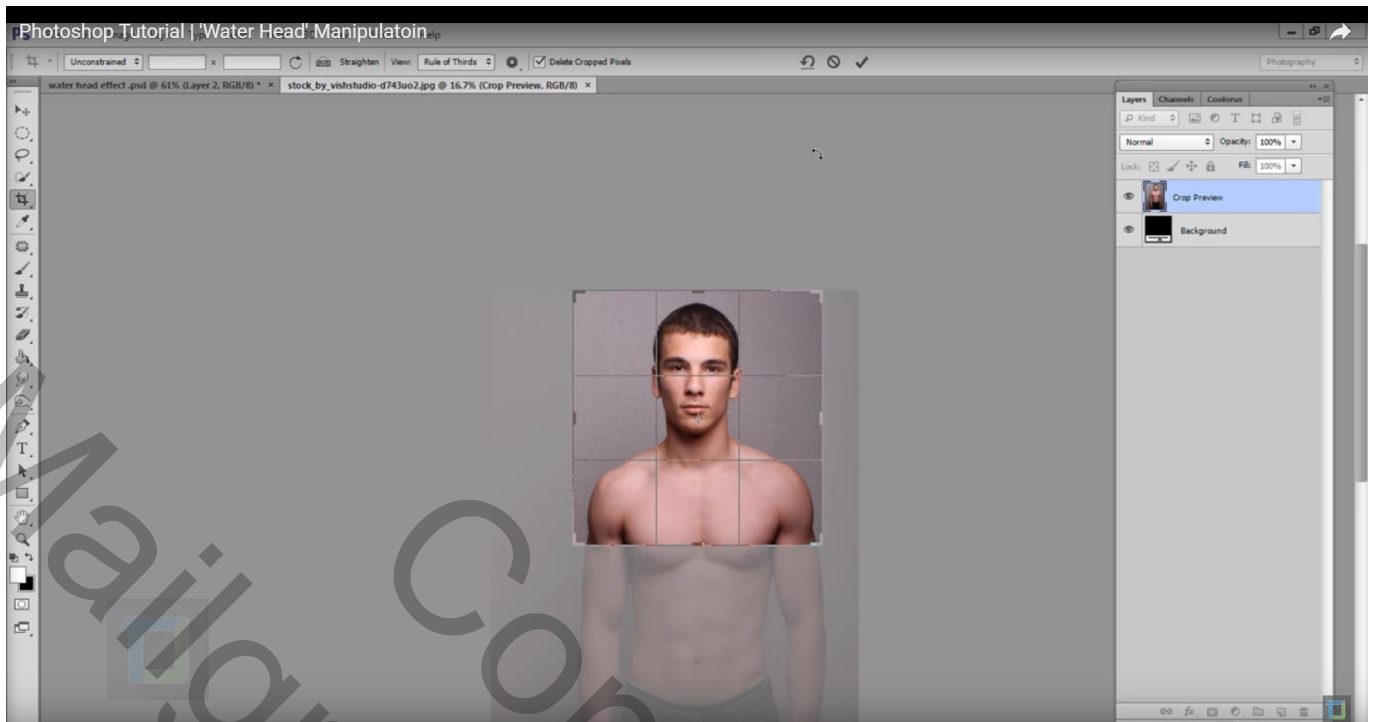 Photoshop Tutorial | 'Water Head' Manipulatoin
Unconstrained x Straighten View: Rule of Thirds Delete Cropped Pixels Photography
water head effect .psd @ 61% (Layer 2, RGB/8) * × stock_by_vishstudio-d743uo2.jpg @ 16.7% (Crop Preview, RGB/8) ×
Layers Channels Coolorus
Kind
Normal Opacity: 100%
Lock: Fill: 100%
Crop Preview
Background